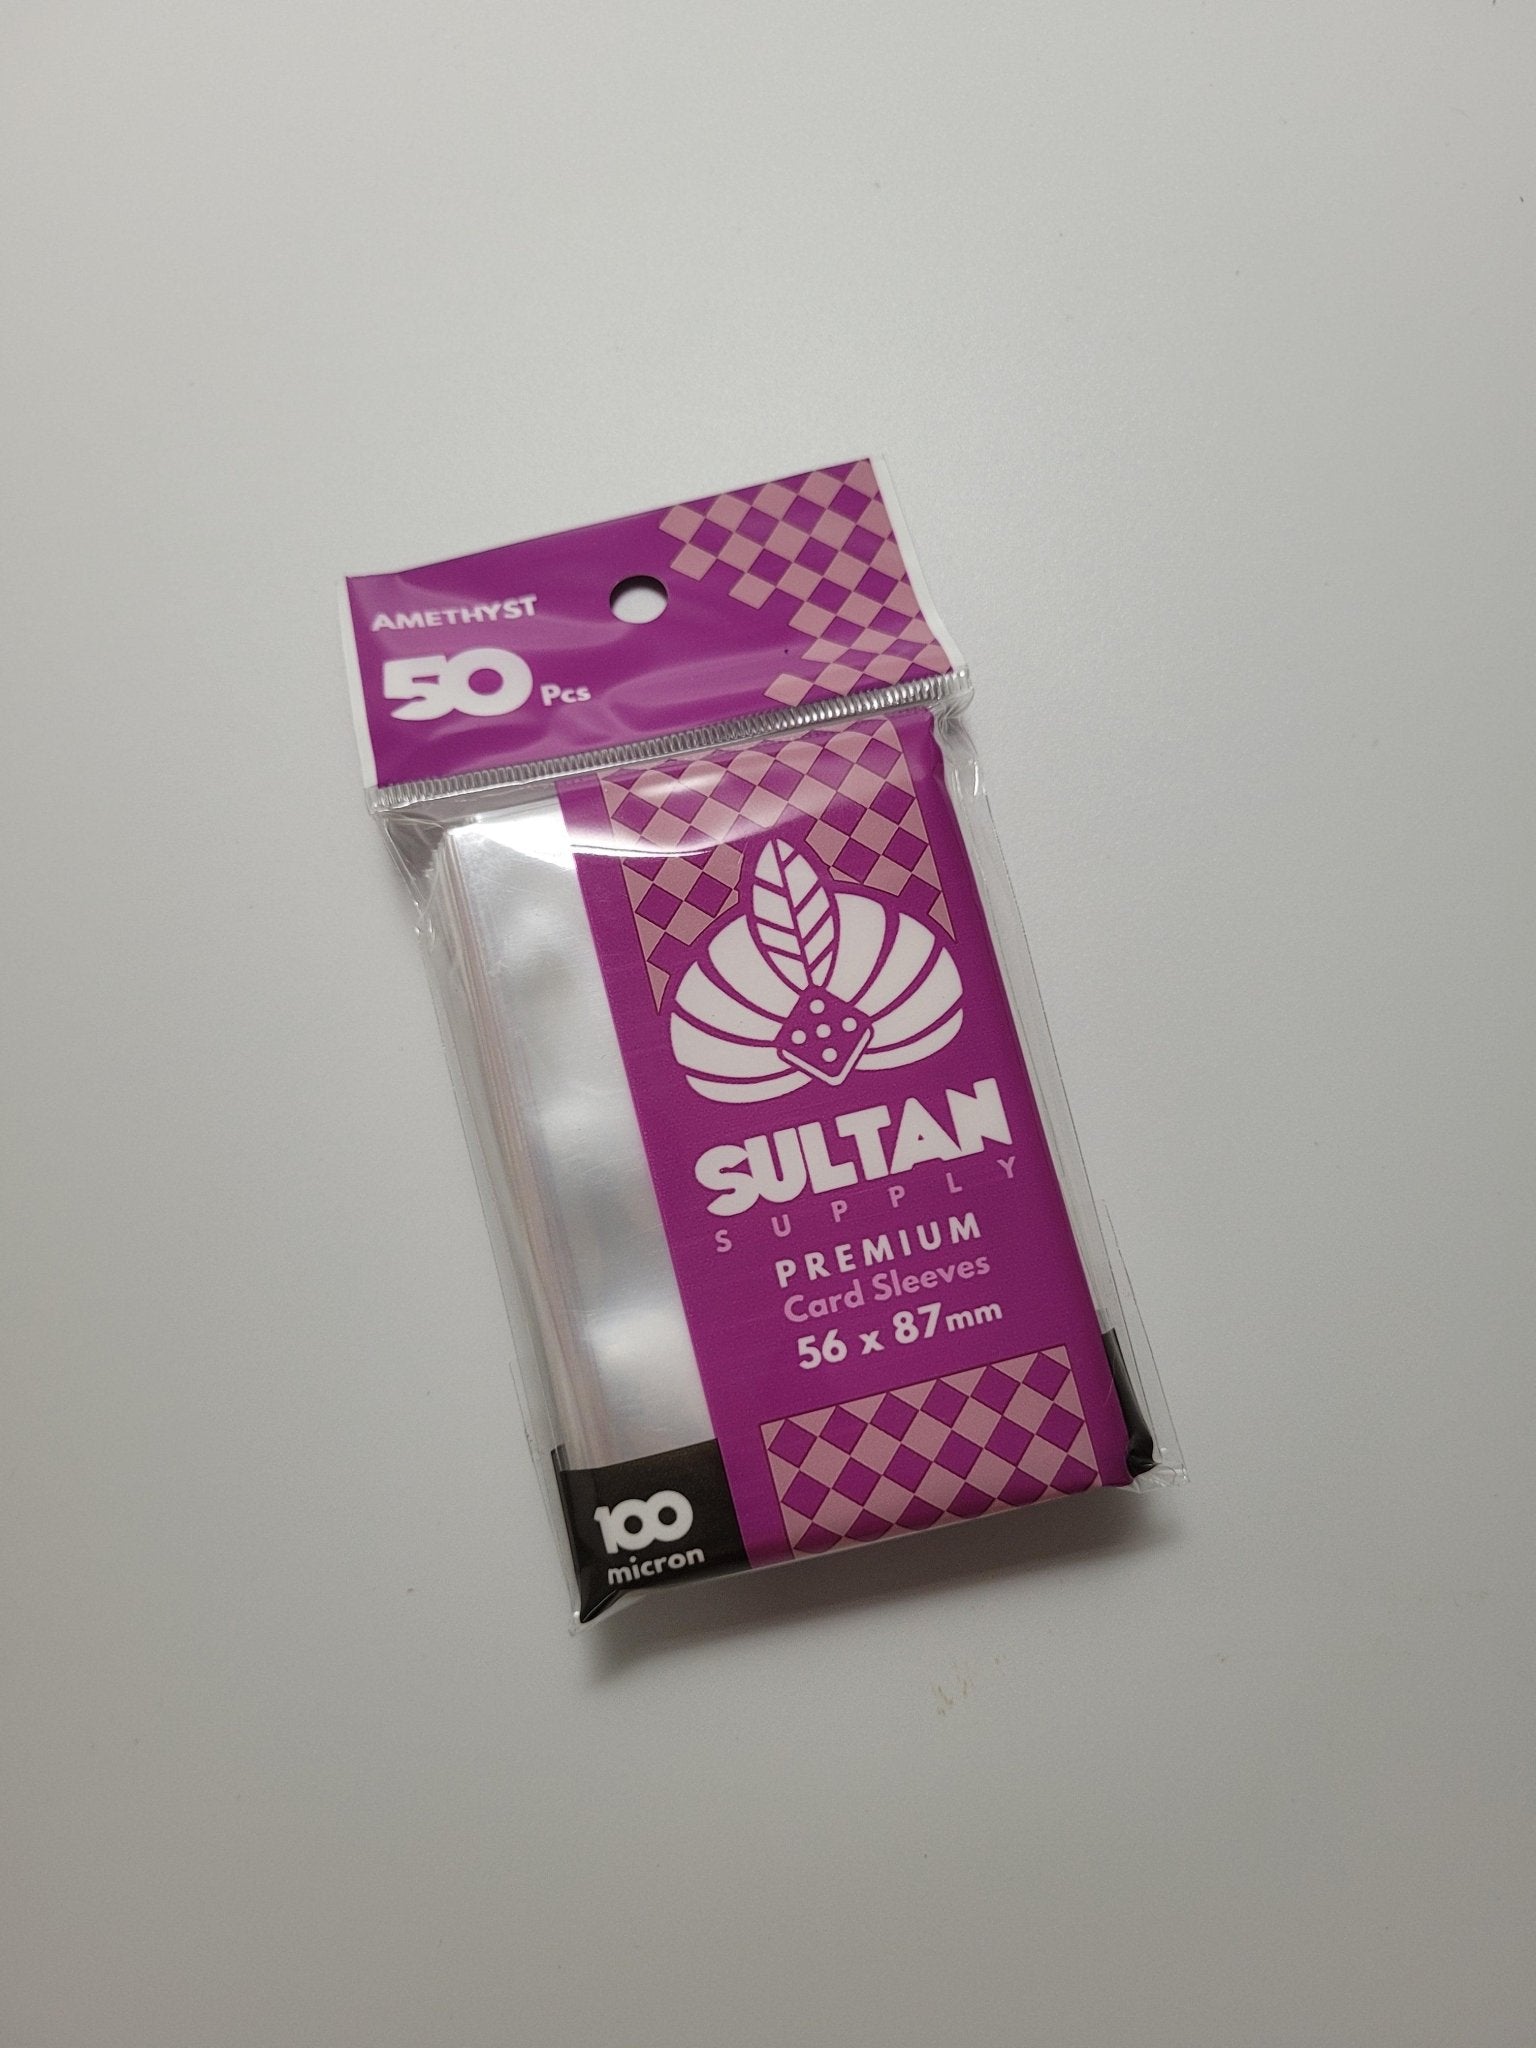 AMETHYST
50 Pcs
SULTAN
SUPPLY
PREMIUM
Card Sleeves
56 x 87mm
100
micron